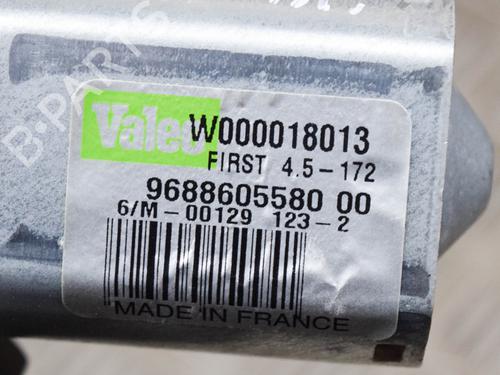 Valeo W000018013
FIRST 4.5-172
9688605580 00
6/M-00129 123-2
MADE IN FRANCE
B-PARTS